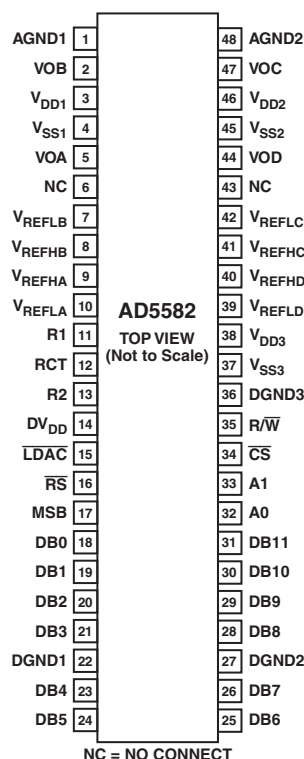 AGND1 1 48 AGND2
VOB 2 47 VOC
VDD1 3 46 VDD2
VSS1 4 45 VSS2
VOA 5 44 VOD
NC 6 43 NC
VREFLB 7 42 VREFLC
VREFHB 8 41 VREFHC
VREFHA 9 40 VREFHD
VREFLA 10 39 VREFLD
AD5582
TOP VIEW
(Not to Scale)
R1 11 38 VDD3
RCT 12 37 VSS3
R2 13 36 DGND3
DVDD 14 35 R/W̅
L̅D̅A̅C̅ 15 34 C̅S̅
R̅S̅ 16 33 A1
MSB 17 32 A0
DB0 18 31 DB11
DB1 19 30 DB10
DB2 20 29 DB9
DB3 21 28 DB8
DGND1 22 27 DGND2
DB4 23 26 DB7
DB5 24 25 DB6
NC = NO CONNECT